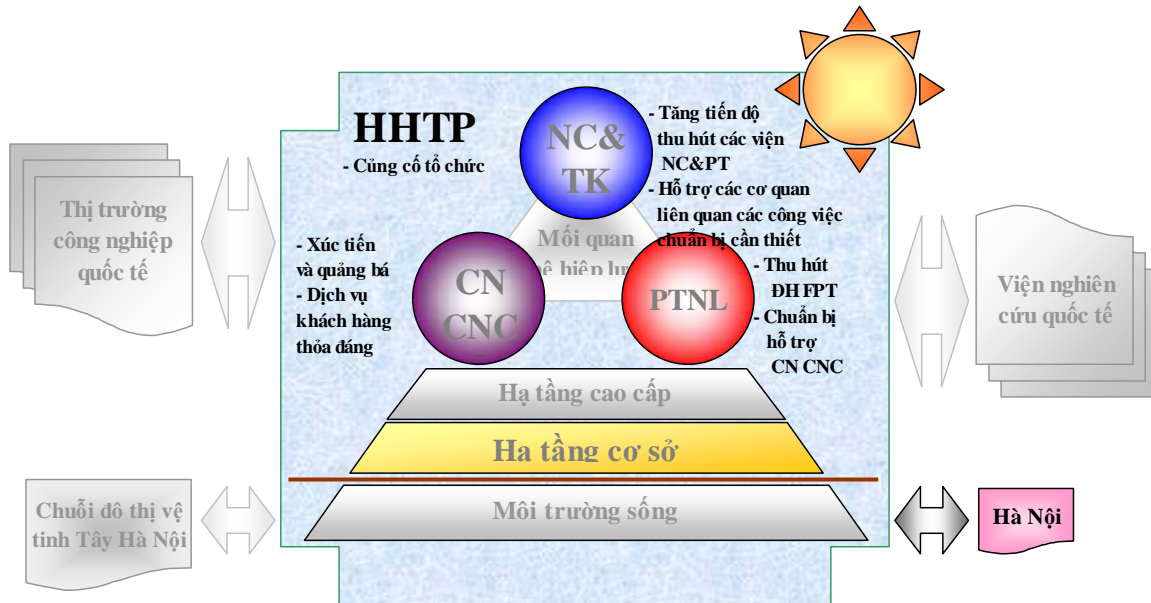 HHTP
- Củng cố tổ chức
NC&
TK
- Tăng tiến độ
thu hút các viện
NC&PT
- Hỗ trợ các cơ quan
liên quan các công việc
chuẩn bị cần thiết
Thị trường
công nghiệp
quốc tế
- Xúc tiến
và quảng bá
- Dịch vụ
khách hàng
thỏa đáng
CN
CNC
Mối quan
PTNL
- Thu hút
ĐH FPT
- Chuẩn bị
hỗ trợ
CN CNC
Viện nghiên
cứu quốc tế
Hạ tầng cao cấp
Ha tầng cơ sở
Môi trường sống
Chuỗi đô thị vệ
tinh Tây Hà Nội
Hà Nội